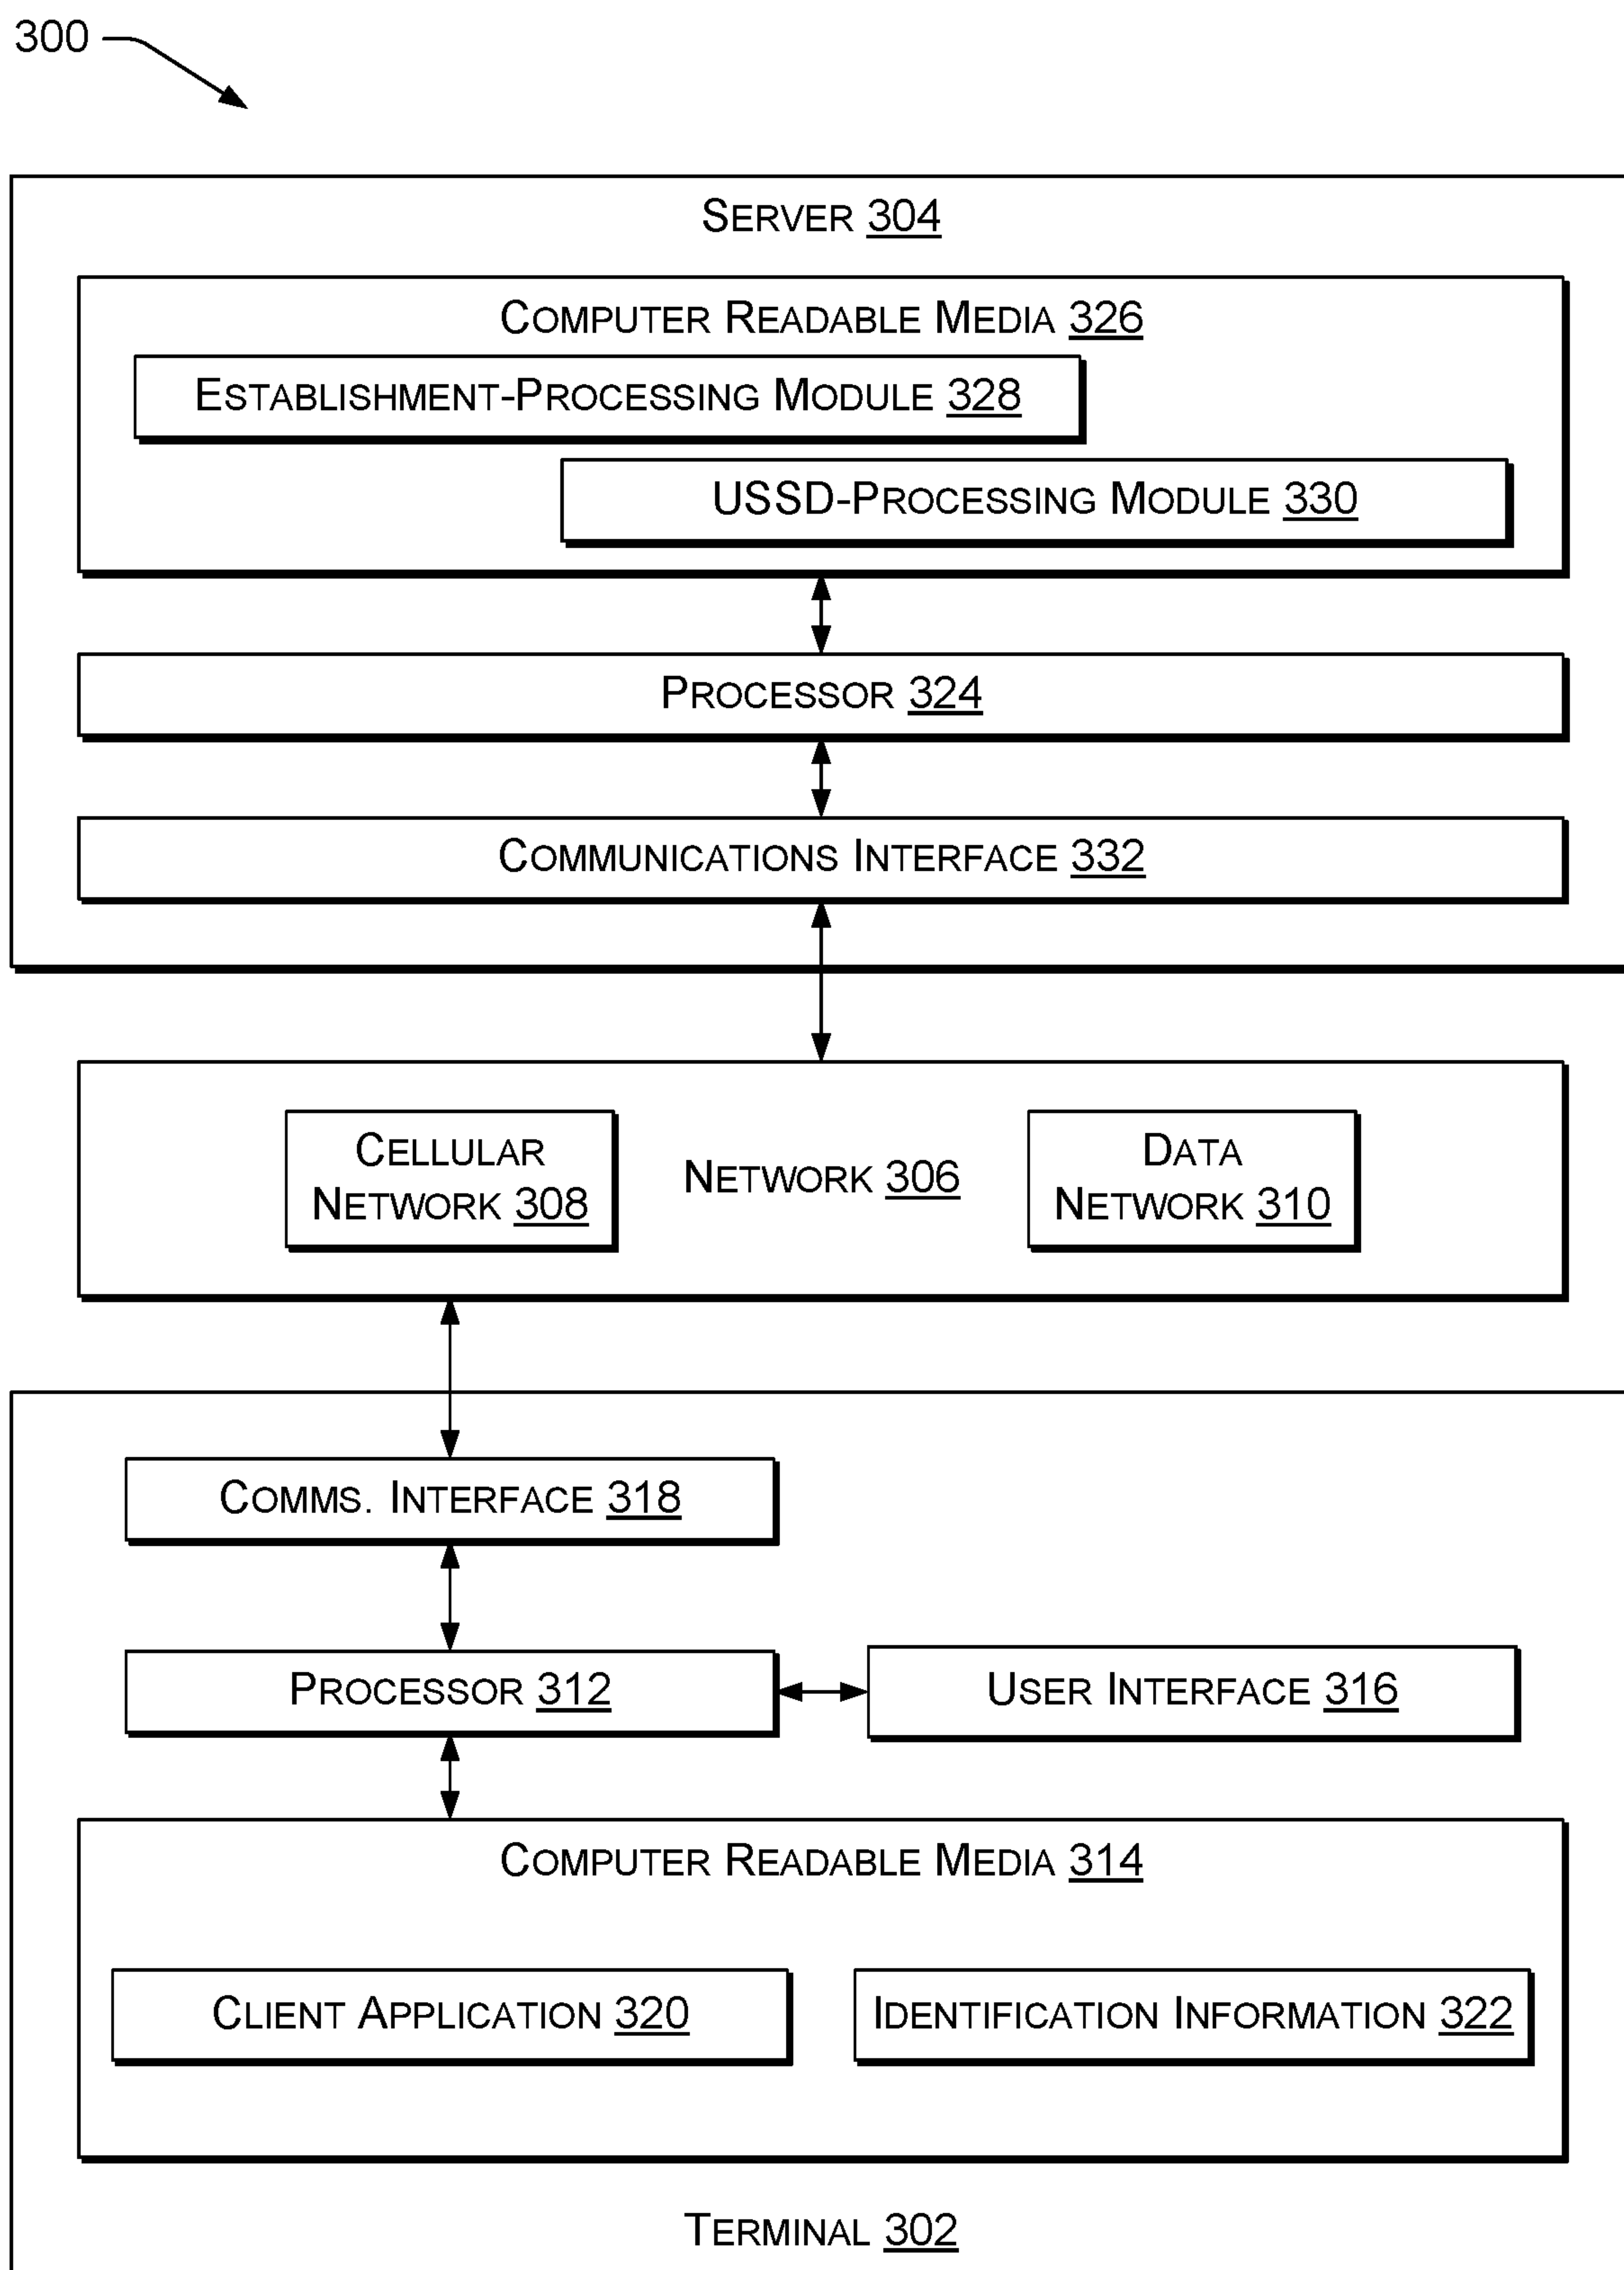 300
SERVER 304
COMPUTER READABLE MEDIA 326
ESTABLISHMENT-PROCESSING MODULE 328
USSD-PROCESSING MODULE 330
PROCESSOR 324
COMMUNICATIONS INTERFACE 332
CELLULAR
NETWORK 308
NETWORK 306
DATA
NETWORK 310
COMMS. INTERFACE 318
PROCESSOR 312
USER INTERFACE 316
COMPUTER READABLE MEDIA 314
CLIENT APPLICATION 320
IDENTIFICATION INFORMATION 322
TERMINAL 302